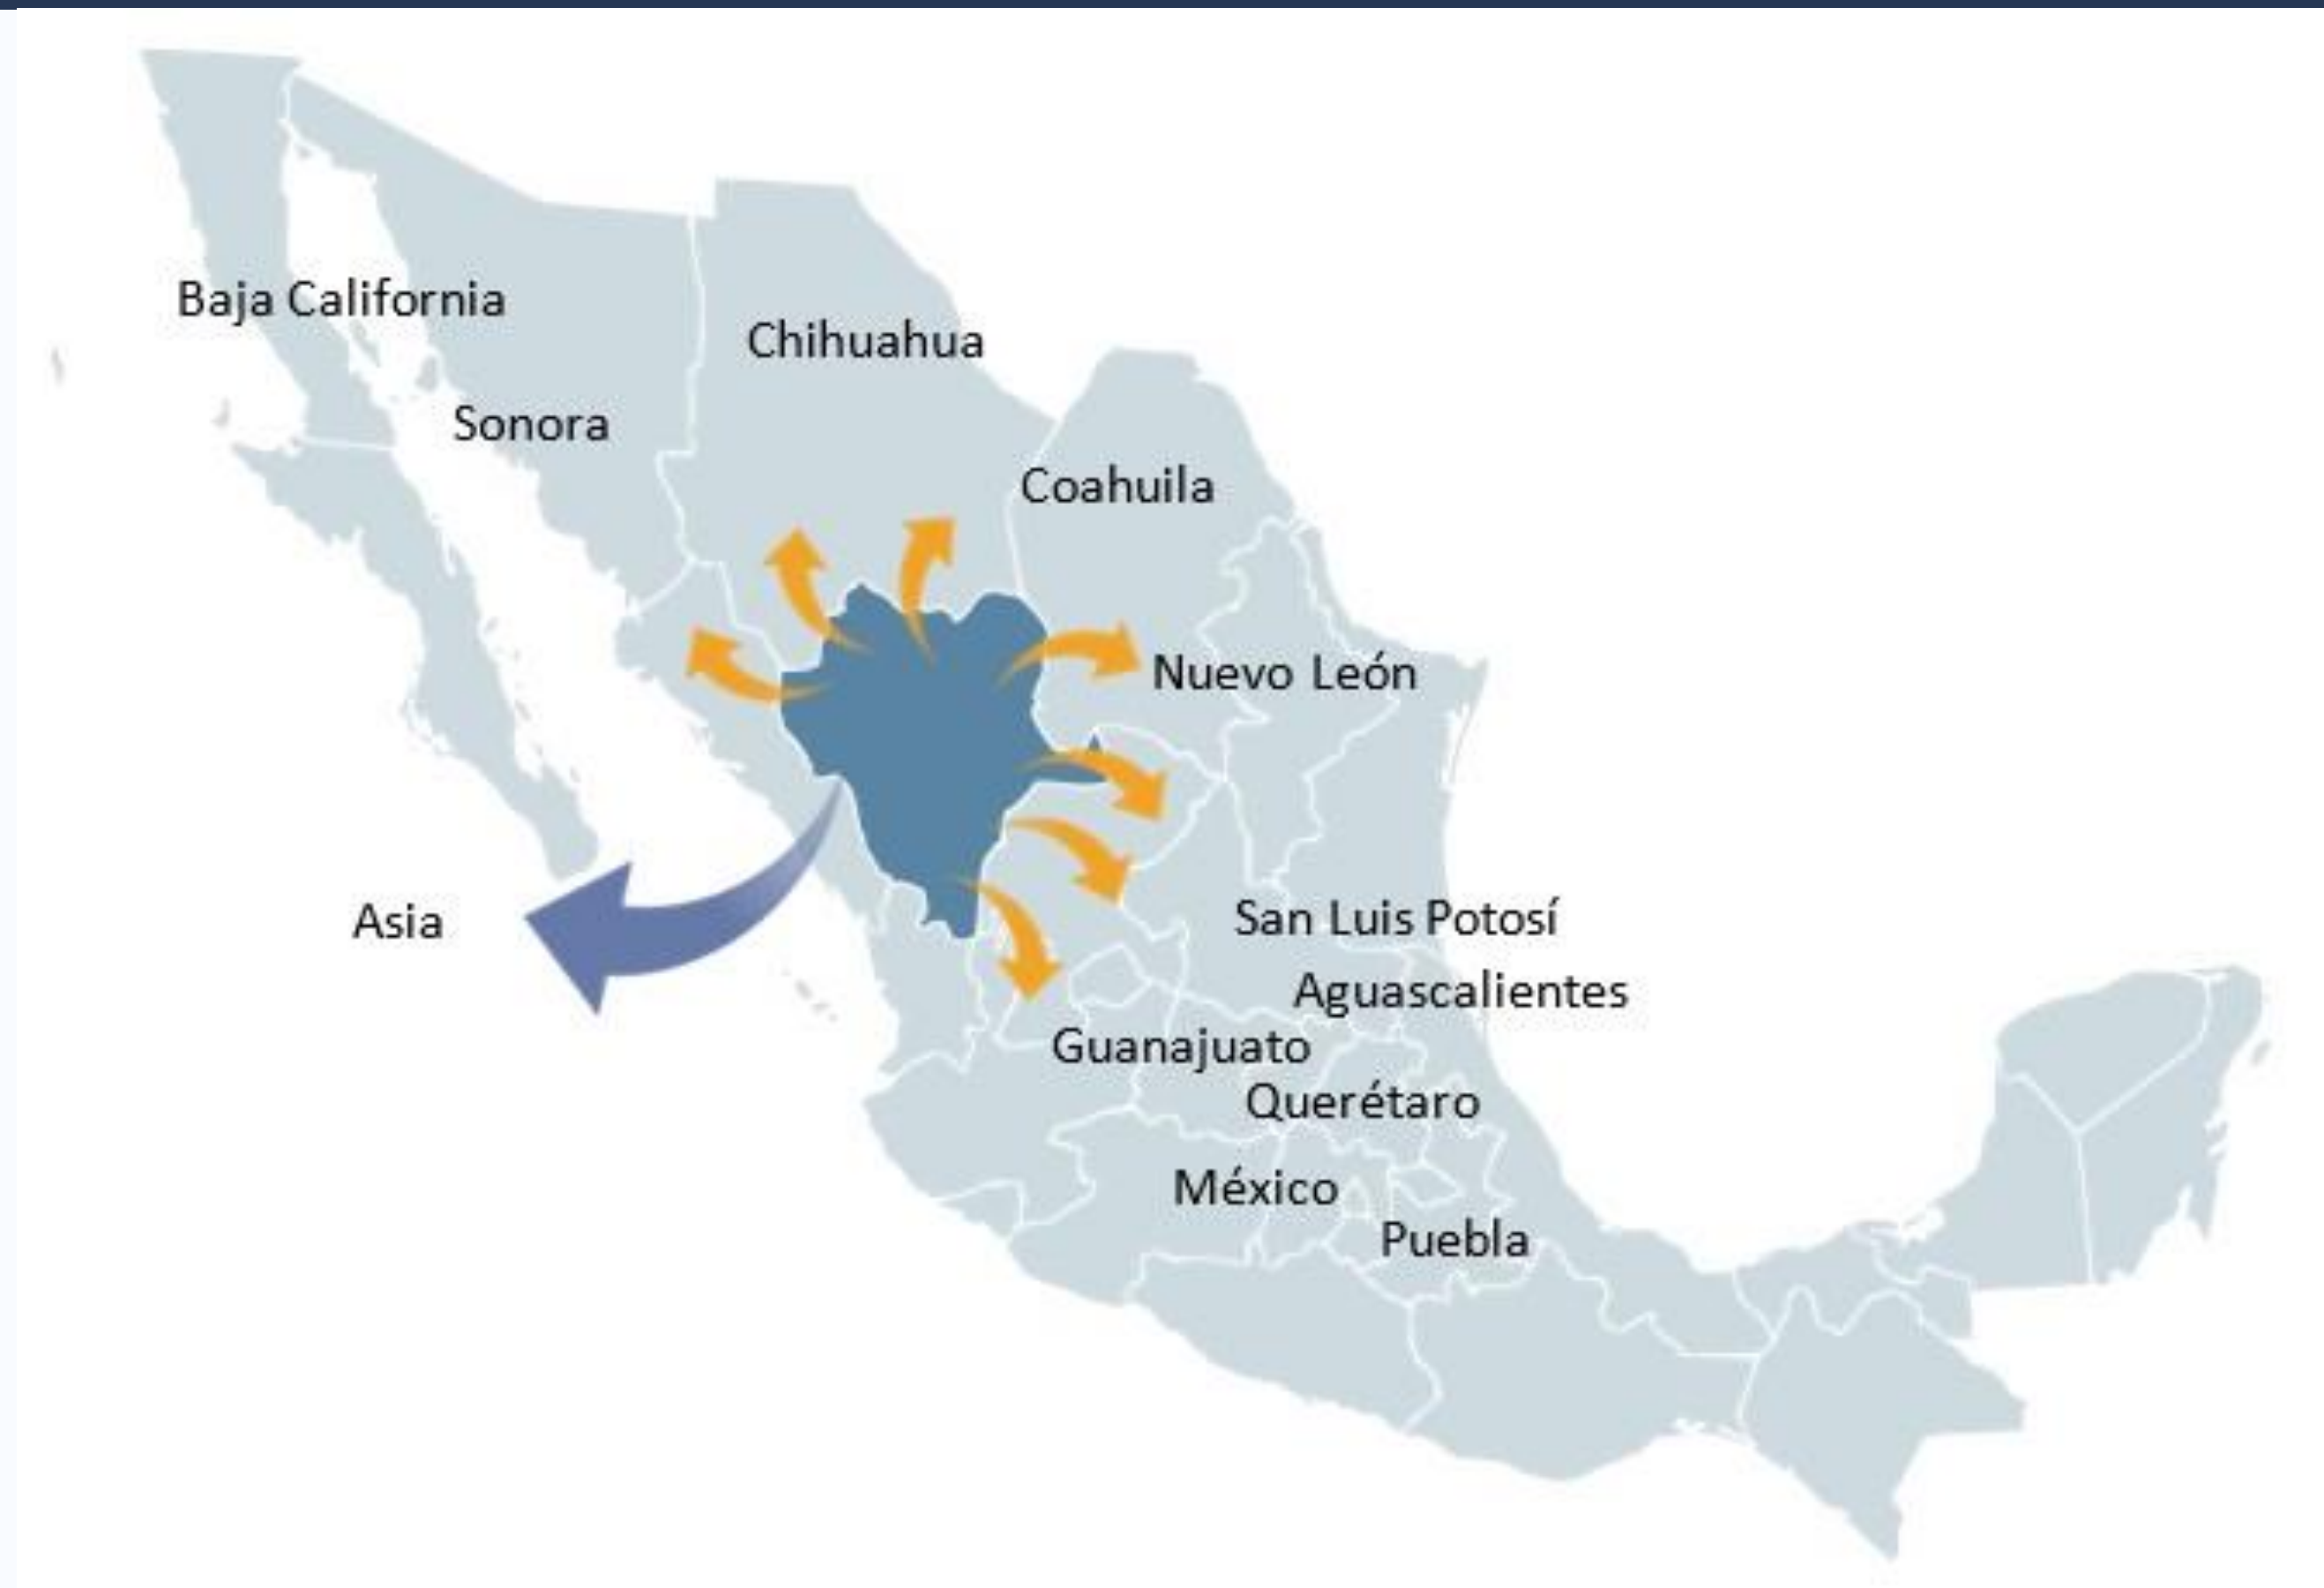 Baja California
Chihuahua
Sonora
Coahuila
Nuevo León
Asia
San Luis Potosí
Aguascalientes
Guanajuato
Querétaro
México
Puebla